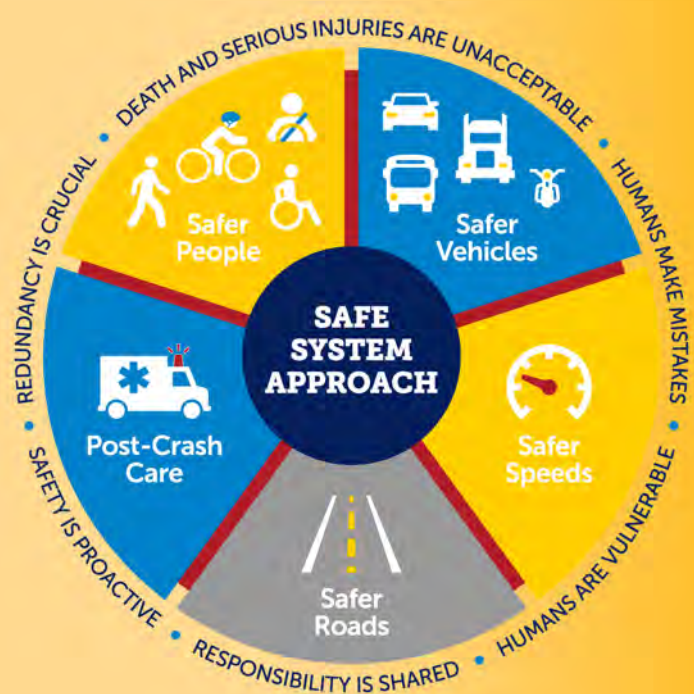 DEATH AND SERIOUS INJURIES ARE UNACCEPTABLE
HUMANS MAKE MISTAKES
HUMANS ARE VULNERABLE
RESPONSIBILITY IS SHARED
SAFETY IS PROACTIVE
REDUNDANCY IS CRUCIAL
Safer
People
Safer
Vehicles
SAFE
SYSTEM
APPROACH
Post-Crash
Care
Safer
Speeds
Safer
Roads